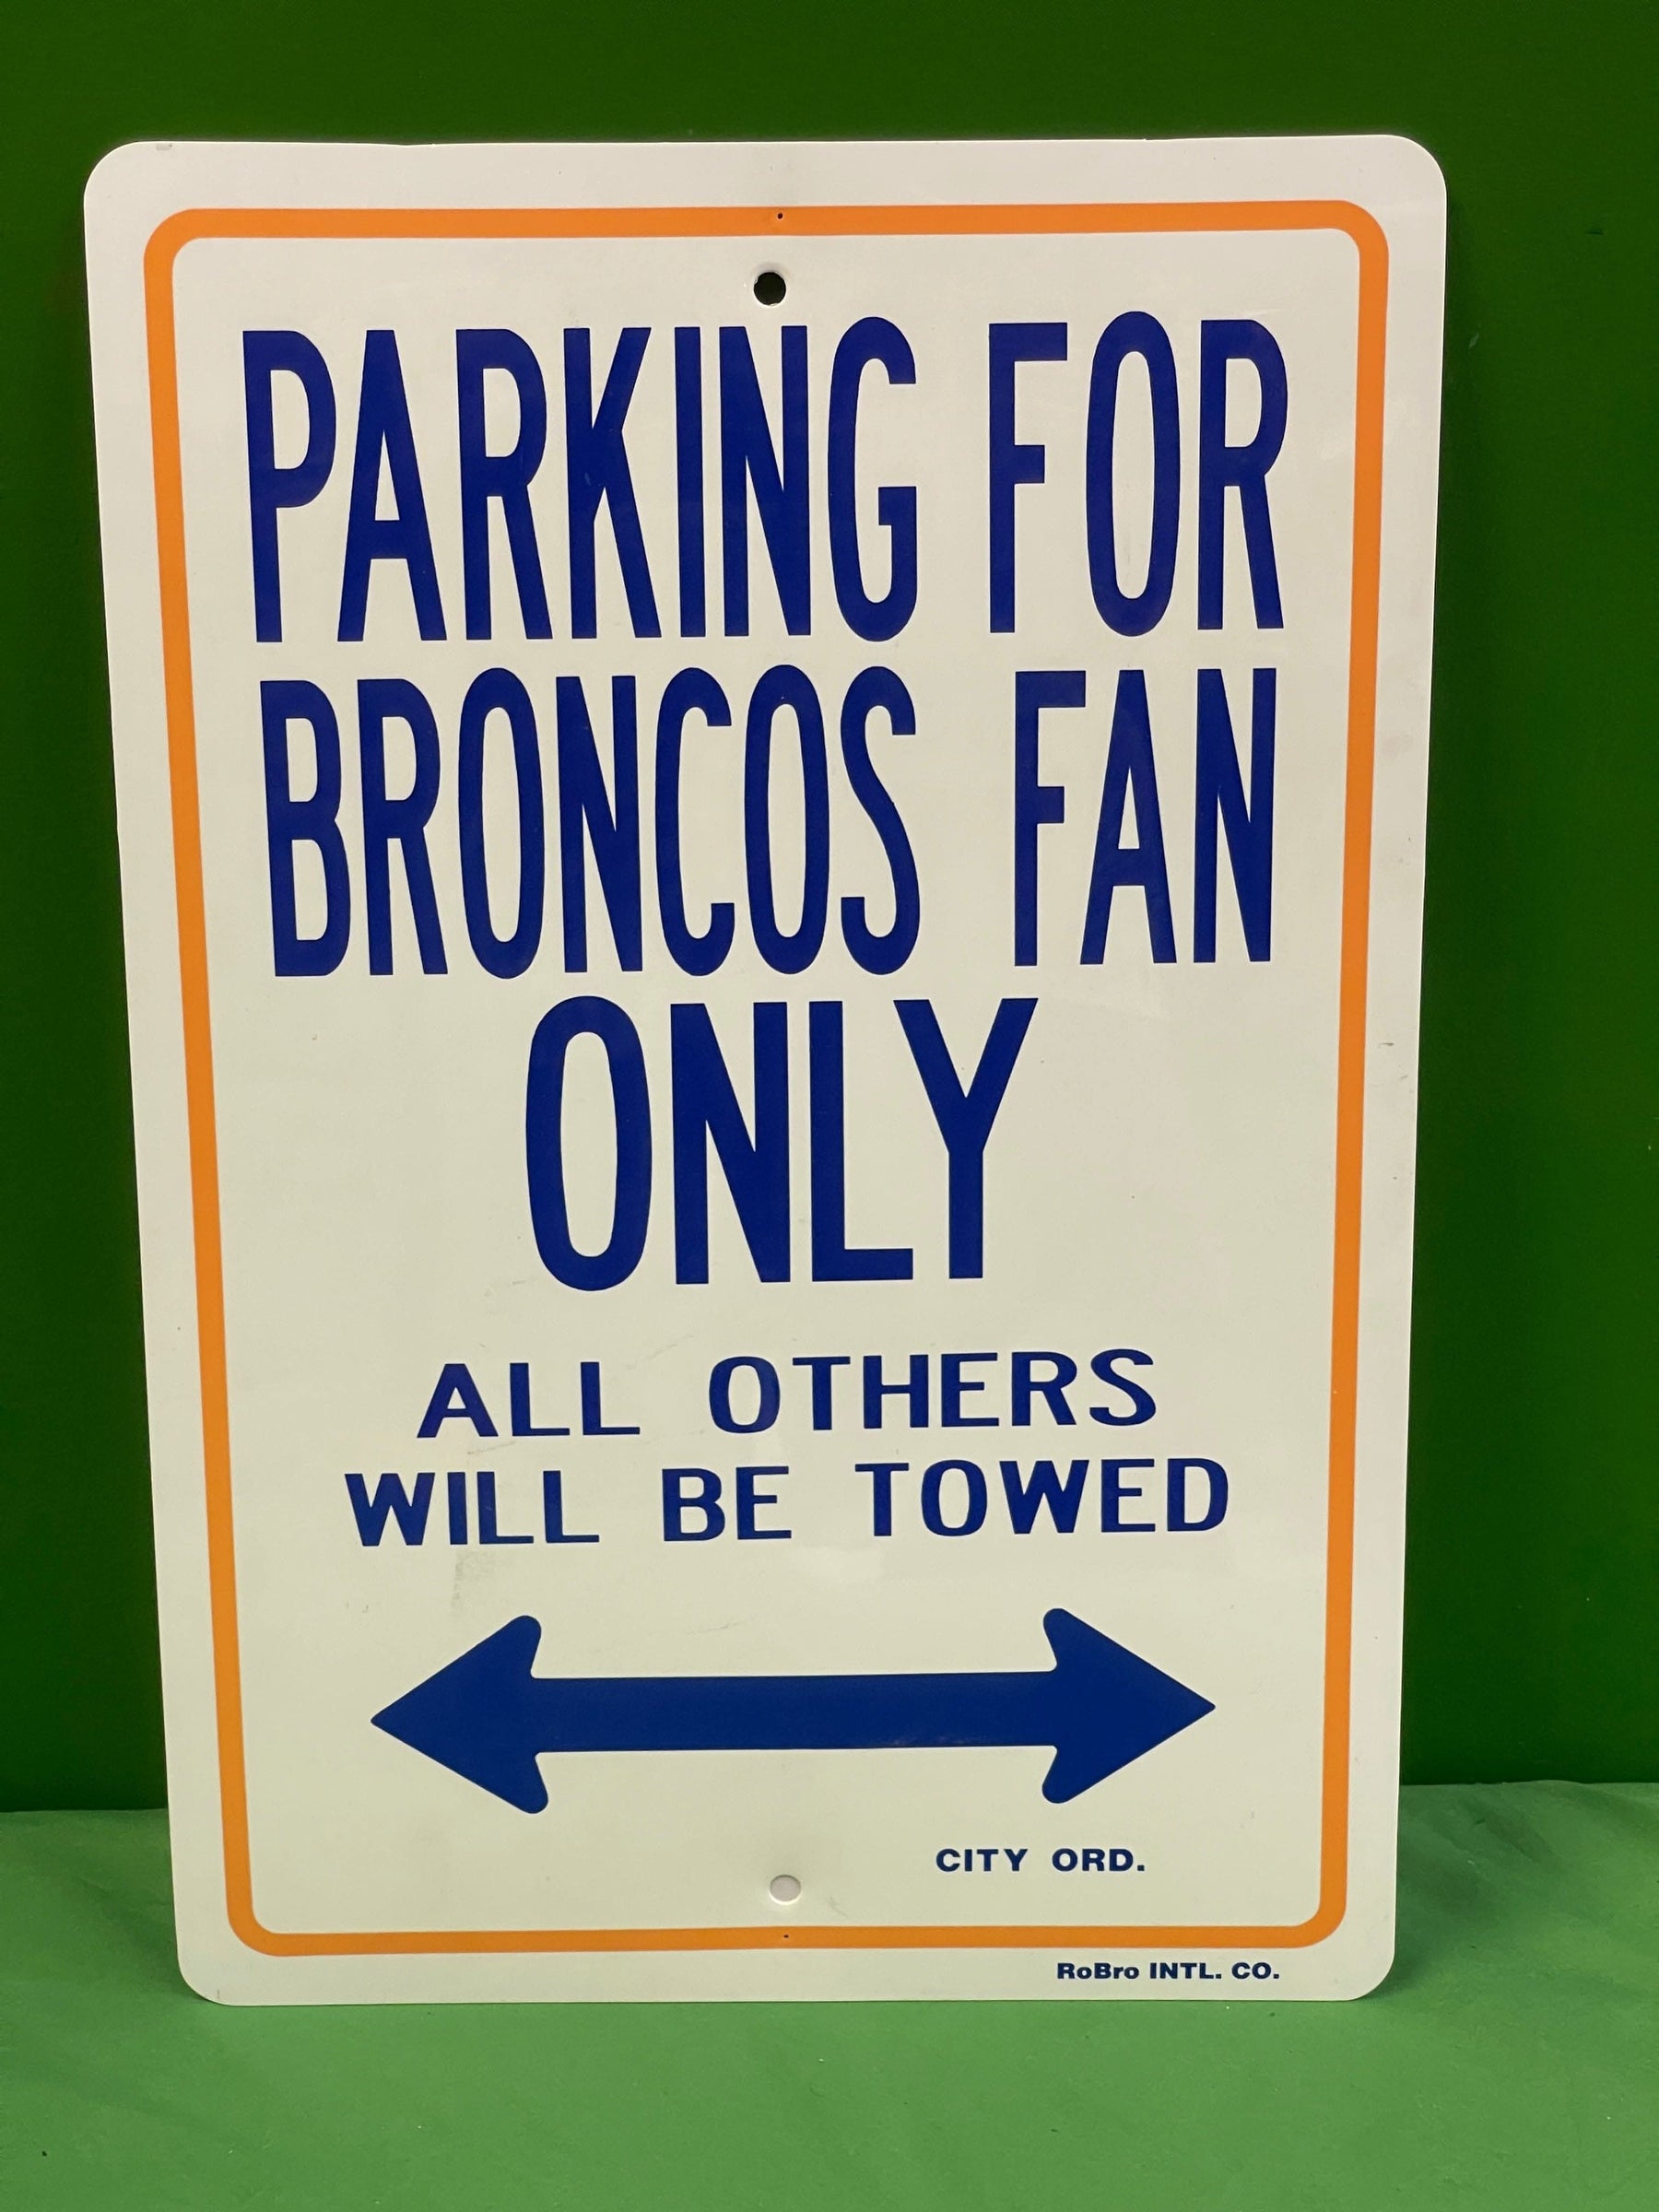 PARKING FOR
BRONCOS FAN
ONLY
ALL OTHERS
WILL BE TOWED
CITY ORD.
RoBro INTL. CO.